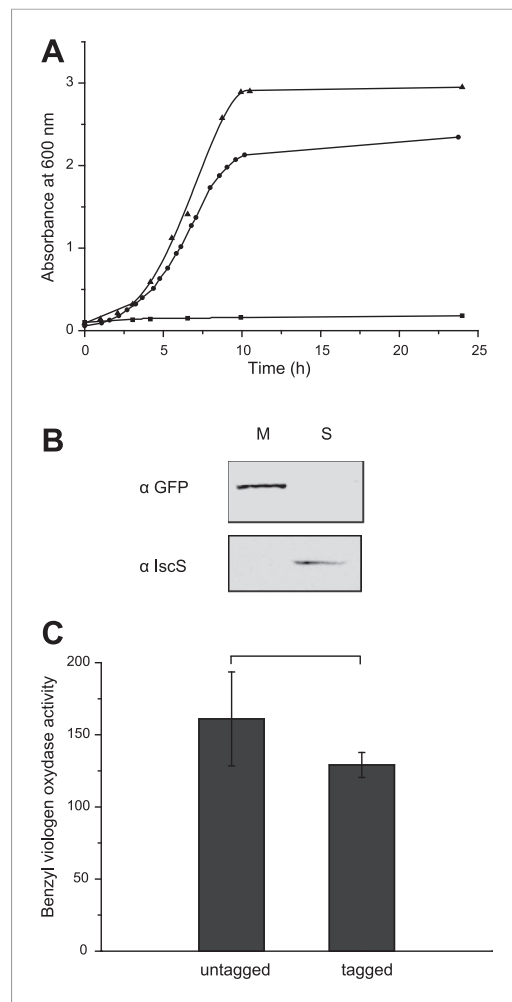 A
3
2
1
0
Absorbance at 600 nm
0 5 10 15 20 25
Time (h)
B
M S
α GFP
α IscS
C
200
150
100
50
0
Benzyl viologen oxydase activity
untagged tagged